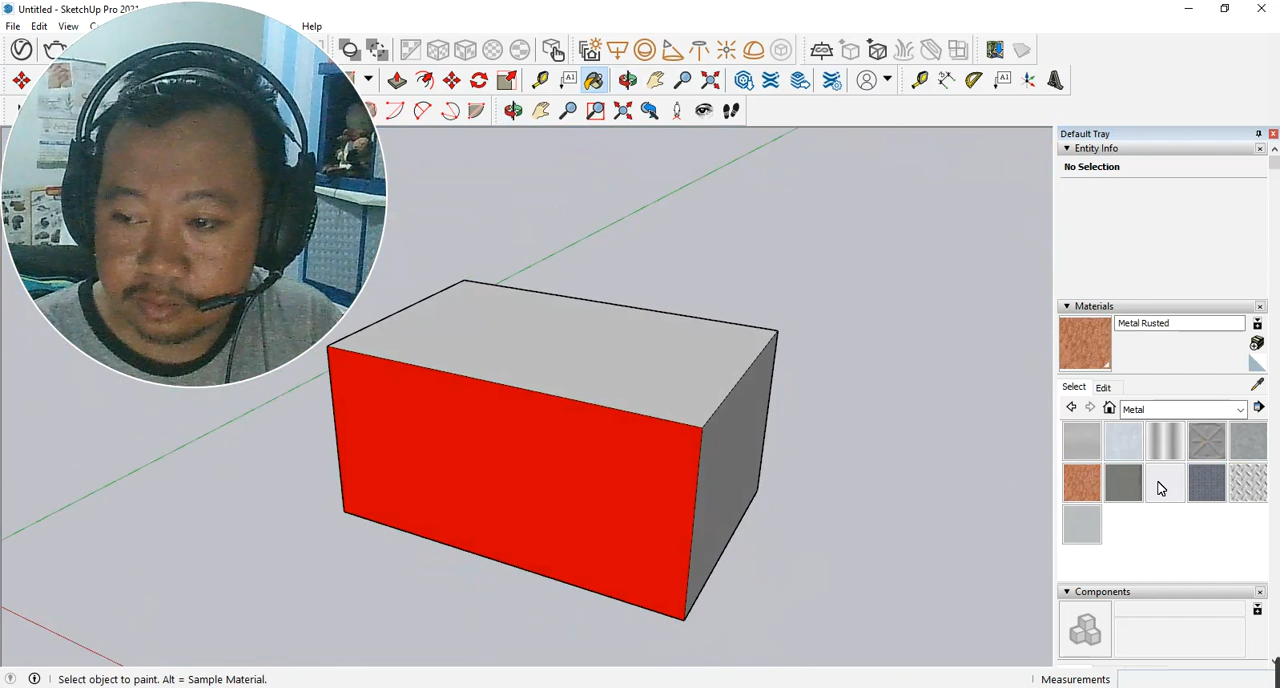 Untitled - SketchUp Pro 2021
File Edit View Help
Default Tray
Entity Info
No Selection
Materials
Metal Rusted
Select Edit
Metal
Components
Select object to paint. Alt = Sample Material.
Measurements